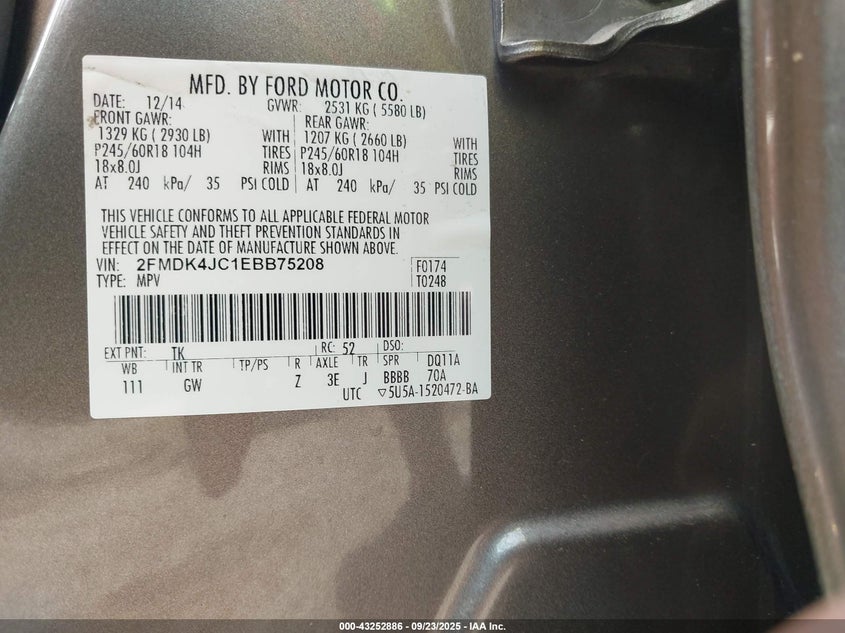 MFD. BY FORD MOTOR CO.
DATE: 12/14 GVWR: 2531 KG ( 5580 LB)
FRONT GAWR: REAR GAWR:
1329 KG ( 2930 LB) WITH 1207 KG ( 2660 LB) WITH
P245/60R18 104H TIRES P245/60R18 104H TIRES
18x8.0J RIMS 18x8.0J RIMS
AT 240 kPa/ 35 PSI COLD AT 240 kPa/ 35 PSI COLD
THIS VEHICLE CONFORMS TO ALL APPLICABLE FEDERAL MOTOR
VEHICLE SAFETY AND THEFT PREVENTION STANDARDS IN
EFFECT ON THE DATE OF MANUFACTURE SHOWN ABOVE.
VIN: 2FMDK4JC1EBB75208 F0174
TYPE: MPV T0248
EXT PNT: TK RC: 52 DSO:
WB INT TR TP/PS R AXLE TR SPR DQ11A
111 GW Z 3E J BBBB 70A
UTC ▽5U5A-1520472-BA
000-43252886 - 09/23/2025 - IAA Inc.